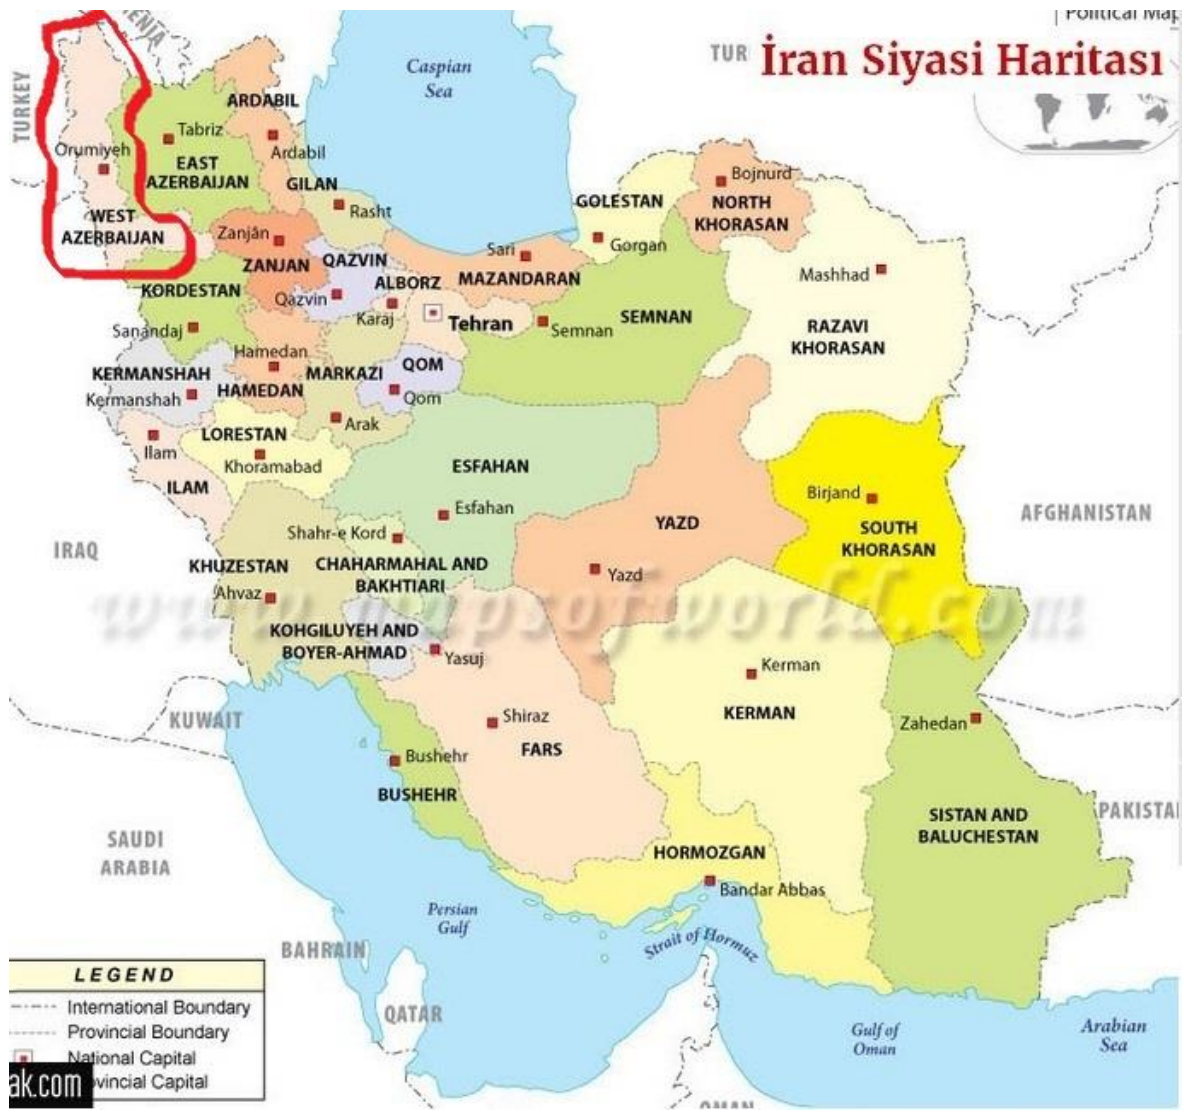 Political Map
TUR
İran Siyasi Haritası
Caspian
Sea
TURKEY
ARDABIL
Tabriz
Ardabil
Orumiyeh
EAST
AZERBAIJAN
GILAN
Rasht
WEST
AZERBAIJAN
Zanjân
ZANJAN
QAZVIN
Qazvin
ALBORZ
Karaj
Tehran
Sari
MAZANDARAN
GOLESTAN
Gorgan
Bojnurd
NORTH
KHORASAN
Mashhad
RAZAVI
KHORASAN
SEMNAN
Semnan
KORDESTAN
Sanandaj
Hamedan
HAMEDAN
MARKAZI
Arak
QOM
Qom
KERMANSHAH
Kermanshah
LORESTAN
Khoramabad
Ilam
ILAM
ESFAHAN
Esfahan
YAZD
Yazd
Birjand
SOUTH
KHORASAN
AFGHANISTAN
IRAQ
Shahr-e Kord
CHAHARMAHAL AND
BAKHTIARI
KHUZESTAN
Ahvaz
www.mapsofworld.com
KOHGILUYEH AND
BOYER-AHMAD
Yasuj
Kerman
KERMAN
KUWAIT
Shiraz
FARS
Zahedan
Bushehr
BUSHEHR
SAUDI
ARABIA
SISTAN AND
BALUCHESTAN
PAKISTA
HORMOZGAN
Bandar Abbas
Persian
Gulf
Strait of Hormuz
BAHRAIN
QATAR
Gulf of
Oman
Arabian
Sea
OMAN
LEGEND
International Boundary
Provincial Boundary
National Capital
ovincial Capital
ak.com